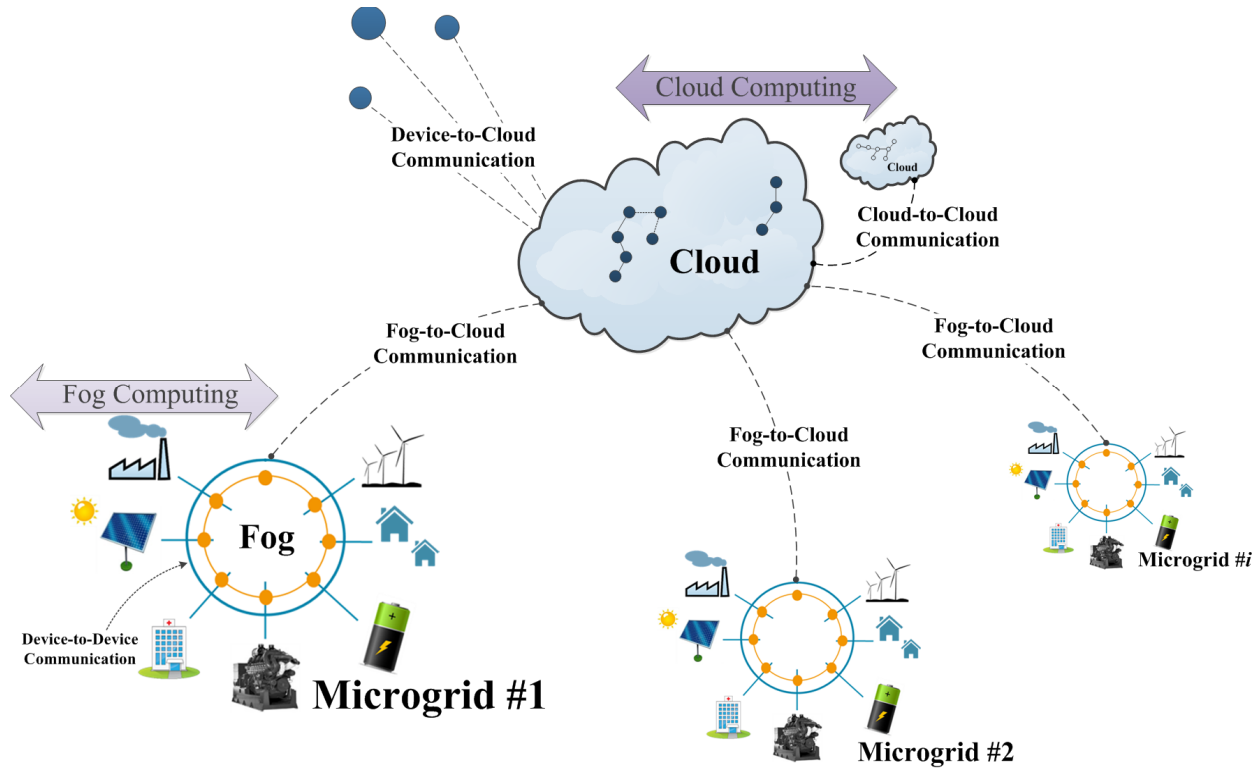 Cloud Computing
Device-to-Cloud
Communication
Cloud
Cloud-to-Cloud
Communication
Cloud
Fog-to-Cloud
Communication
Fog-to-Cloud
Communication
Fog Computing
Fog-to-Cloud
Communication
Fog
Microgrid #i
Device-to-Device
Communication
Microgrid #1
Microgrid #2